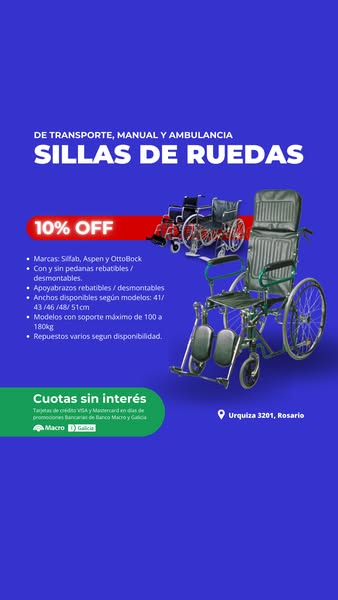 DE TRANSPORTE, MANUAL Y AMBULANCIA
SILLAS DE RUEDAS
10% OFF
• Marcas: Silfab, Aspen y OttoBock
• Con y sin pedanas rebatibles /
desmontables.
• Apoyabrazos rebatibles / desmontables
• Anchos disponibles según modelos: 41/
43 /46 /48/ 51cm
• Modelos con soporte máximo de 100 a
180kg
• Repuestos varios segun disponibilidad.
Cuotas sin interés
Tarjetas de crédito VISA y Mastercard en días de
promociones Bancarias de Banco Macro y Galicia
Macro Galicia
Urquiza 3201, Rosario